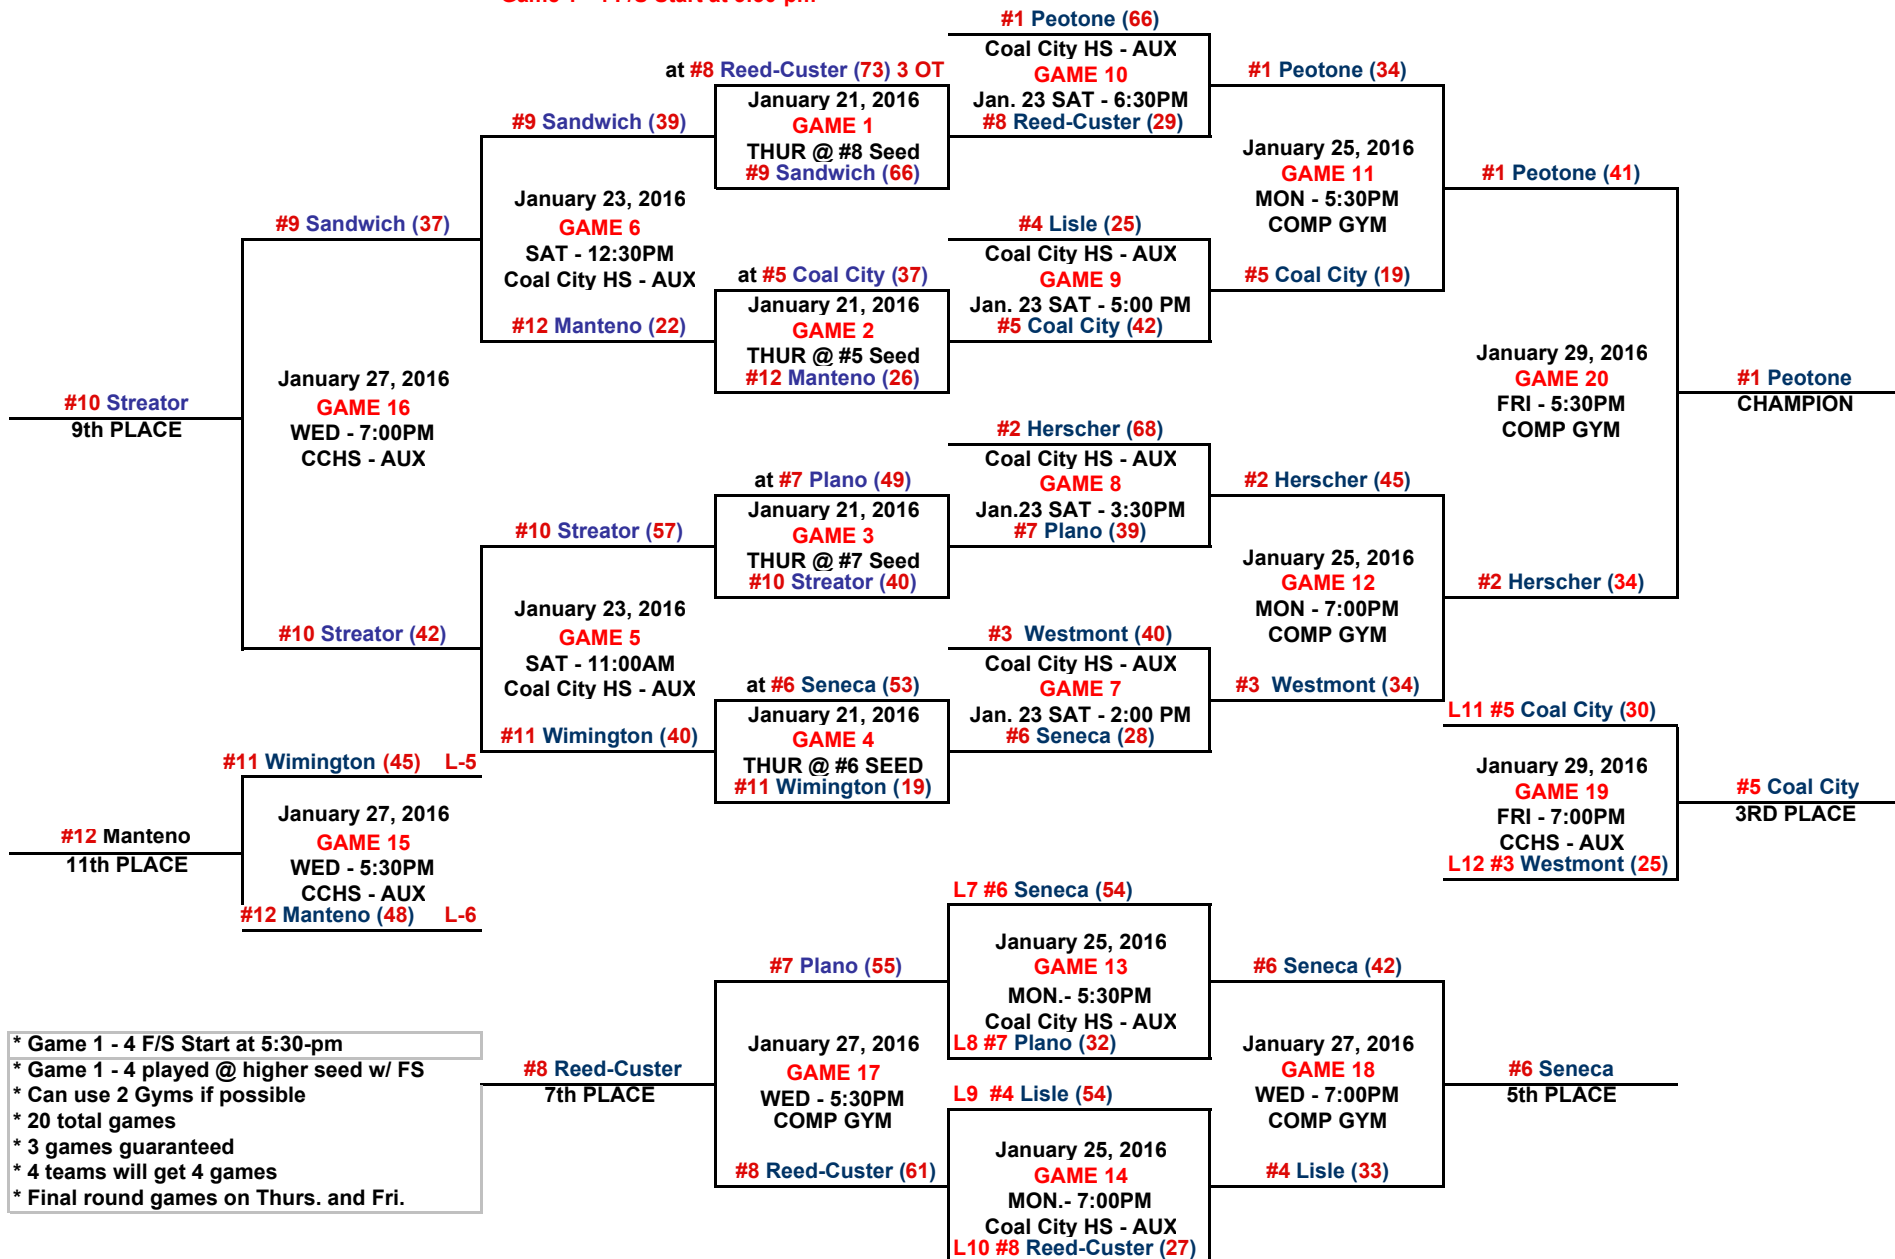 #1 Peotone (66)
Coal City HS - AUX
GAME 10
Jan. 23 SAT - 6:30PM
#8 Reed-Custer (29)
at #8 Reed-Custer (73) 3 OT
January 21, 2016
GAME 1
THUR @ #8 Seed
#9 Sandwich (66)
#1 Peotone (34)
January 25, 2016
GAME 11
MON - 5:30PM
COMP GYM
#5 Coal City (19)
#9 Sandwich (39)
January 23, 2016
GAME 6
SAT - 12:30PM
Coal City HS - AUX
#12 Manteno (22)
#4 Lisle (25)
Coal City HS - AUX
GAME 9
Jan. 23 SAT - 5:00 PM
#5 Coal City (42)
at #5 Coal City (37)
January 21, 2016
GAME 2
THUR @ #5 Seed
#12 Manteno (26)
#1 Peotone (41)
January 29, 2016
GAME 20
FRI - 5:30PM
COMP GYM
#2 Herscher (34)
#1 Peotone
CHAMPION
#9 Sandwich (37)
January 27, 2016
GAME 16
WED - 7:00PM
CCHS - AUX
#10 Streator (42)
#10 Streator
9th PLACE
#2 Herscher (68)
Coal City HS - AUX
GAME 8
Jan.23 SAT - 3:30PM
#7 Plano (39)
at #7 Plano (49)
January 21, 2016
GAME 3
THUR @ #7 Seed
#10 Streator (40)
#2 Herscher (45)
January 25, 2016
GAME 12
MON - 7:00PM
COMP GYM
#3 Westmont (34)
#10 Streator (57)
January 23, 2016
GAME 5
SAT - 11:00AM
Coal City HS - AUX
#11 Wimington (40)
#3 Westmont (40)
Coal City HS - AUX
GAME 7
Jan. 23 SAT - 2:00 PM
#6 Seneca (28)
at #6 Seneca (53)
January 21, 2016
GAME 4
THUR @ #6 SEED
#11 Wimington (19)
L11 #5 Coal City (30)
January 29, 2016
GAME 19
FRI - 7:00PM
CCHS - AUX
L12 #3 Westmont (25)
#5 Coal City
3RD PLACE
#11 Wimington (45) L-5
January 27, 2016
GAME 15
WED - 5:30PM
CCHS - AUX
#12 Manteno (48) L-6
#12 Manteno
11th PLACE
L7 #6 Seneca (54)
January 25, 2016
GAME 13
MON.- 5:30PM
Coal City HS - AUX
L8 #7 Plano (32)
#7 Plano (55)
January 27, 2016
GAME 17
WED - 5:30PM
COMP GYM
#8 Reed-Custer (61)
#8 Reed-Custer
7th PLACE
#6 Seneca (42)
January 27, 2016
GAME 18
WED - 7:00PM
COMP GYM
#4 Lisle (33)
#6 Seneca
5th PLACE
L9 #4 Lisle (54)
January 25, 2016
GAME 14
MON.- 7:00PM
Coal City HS - AUX
L10 #8 Reed-Custer (27)
* Game 1 - 4 F/S Start at 5:30-pm
* Game 1 - 4 played @ higher seed w/ FS
* Can use 2 Gyms if possible
* 20 total games
* 3 games guaranteed
* 4 teams will get 4 games
* Final round games on Thurs. and Fri.